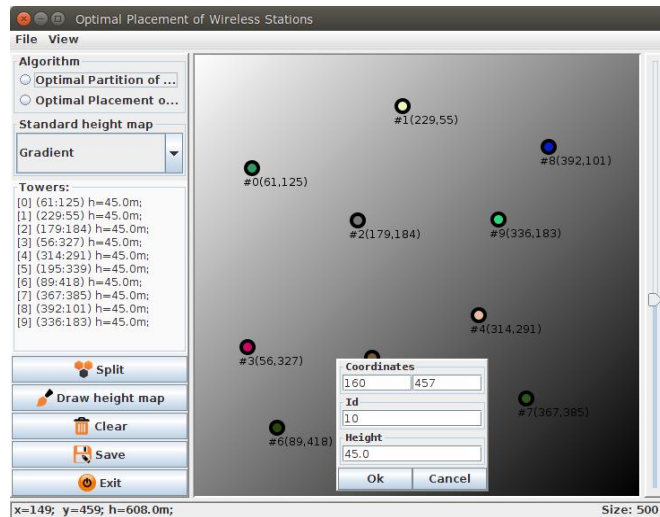 Optimal Placement of Wireless Stations
File View
Algorithm
Optimal Partition of ...
Optimal Placement o...
Standard height map
Gradient
Towers:
[0] (61:125) h=45.0m;
[1] (229:55) h=45.0m;
[2] (179:184) h=45.0m;
[3] (56:327) h=45.0m;
[4] (314:291) h=45.0m;
[5] (195:339) h=45.0m;
[6] (89:418) h=45.0m;
[7] (367:385) h=45.0m;
[8] (392:101) h=45.0m;
[9] (336:183) h=45.0m;
Split
Draw height map
Clear
Save
Exit
#1(229,55)
#8(392,101)
#0(61,125)
#2(179,184)
#9(336,183)
#4(314,291)
#3(56,327)
#7(367,385)
#6(89,418)
Coordinates
160 457
Id
10
Height
45.0
Ok Cancel
x=149; y=459; h=608.0m;
Size: 500